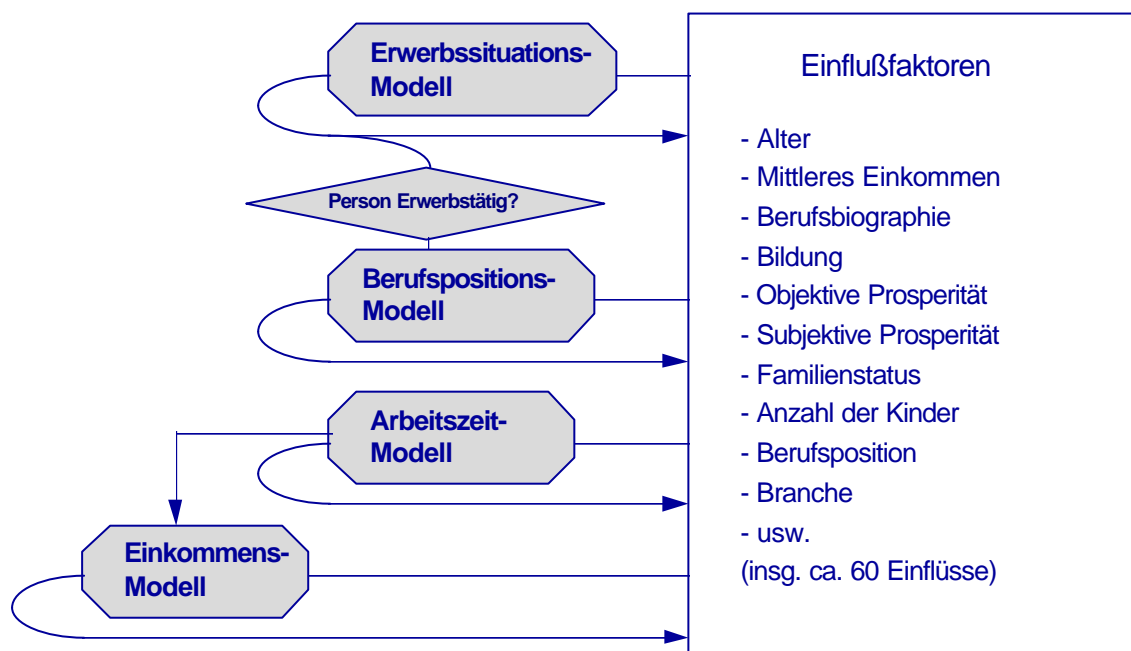 Erwerbssituations-
Modell
Person Erwerbstätig?
Berufspositions-
Modell
Arbeitszeit-
Modell
Einkommens-
Modell
Einflußfaktoren
- Alter
- Mittleres Einkommen
- Berufsbiographie
- Bildung
- Objektive Prosperität
- Subjektive Prosperität
- Familienstatus
- Anzahl der Kinder
- Berufsposition
- Branche
- usw.
(insg. ca. 60 Einflüsse)